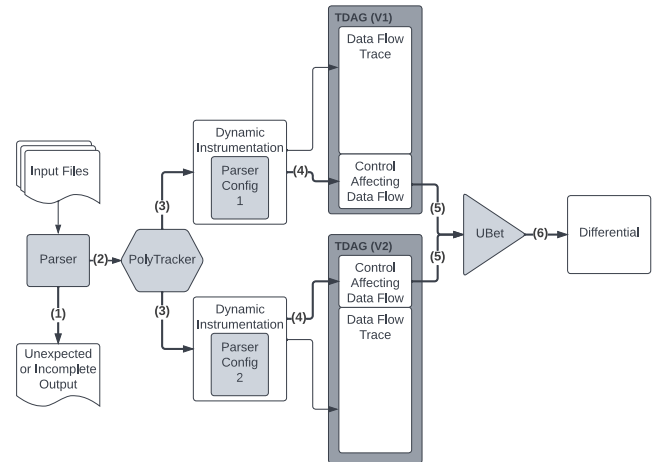 Input Files
Parser
(1)
Unexpected
or Incomplete
Output
(2)
PolyTracker
(3)
(3)
Dynamic
Instrumentation
Parser
Config
1
(4)
Dynamic
Instrumentation
Parser
Config
2
(4)
TDAG (V1)
Data Flow
Trace
Control
Affecting
Data Flow
TDAG (V2)
Control
Affecting
Data Flow
Data Flow
Trace
(5)
(5)
UBet
(6)
Differential